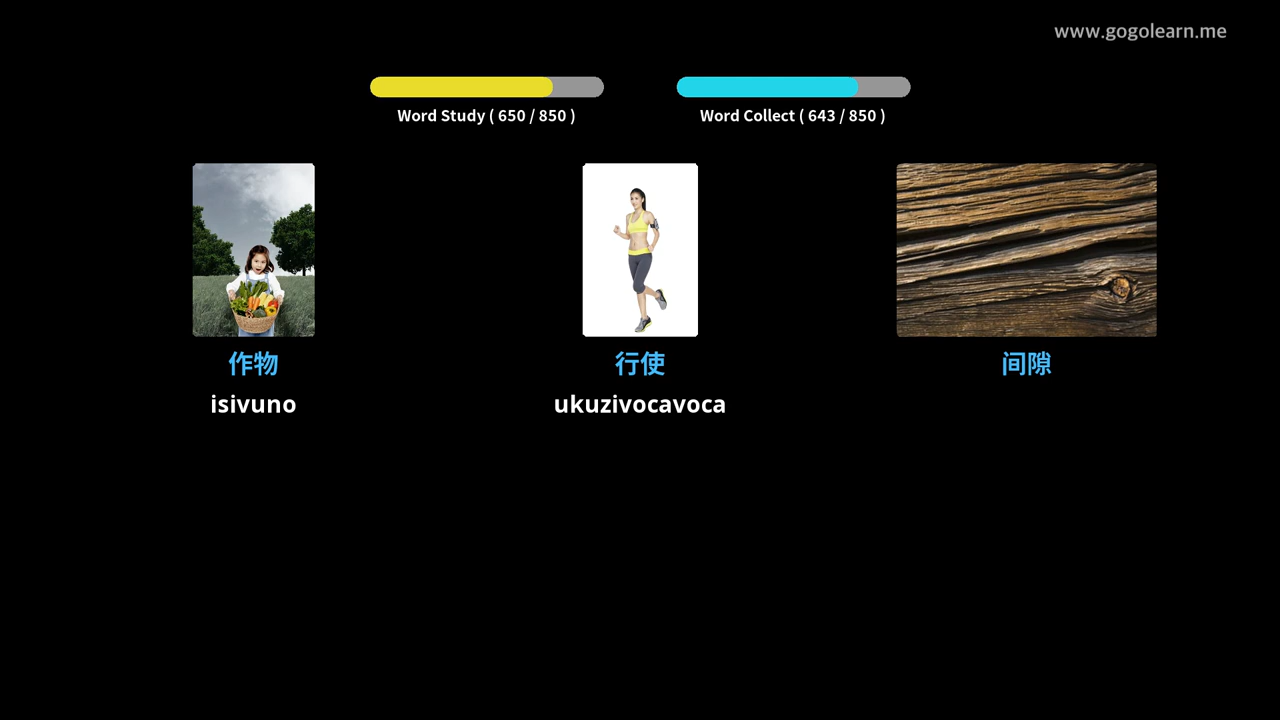 www.gogolearn.me
Word Study ( 650 / 850 )
Word Collect ( 643 / 850 )
作物
行使
间隙
isivuno
ukuzivocavoca